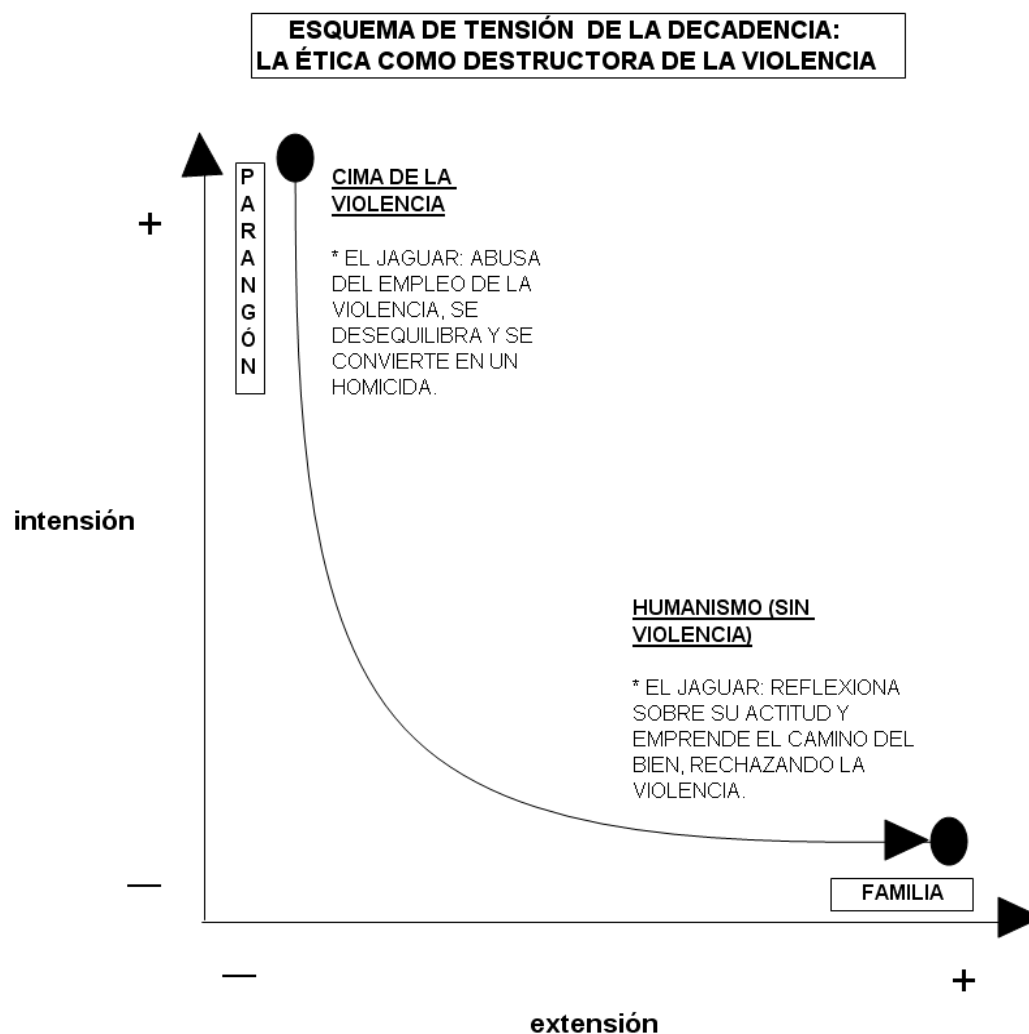 ESQUEMA DE TENSIÓN DE LA DECADENCIA:
LA ÉTICA COMO DESTRUCTORA DE LA VIOLENCIA
P
A
R
A
N
G
Ó
N
CIMA DE LA
VIOLENCIA
* EL JAGUAR: ABUSA
DEL EMPLEO DE LA
VIOLENCIA, SE
DESEQUILIBRA Y SE
CONVIERTE EN UN
HOMICIDA.
+
intensión
HUMANISMO (SIN
VIOLENCIA)
* EL JAGUAR: REFLEXIONA
SOBRE SU ACTITUD Y
EMPRENDE EL CAMINO DEL
BIEN, RECHAZANDO LA
VIOLENCIA.
—
FAMILIA
—
+
extensión